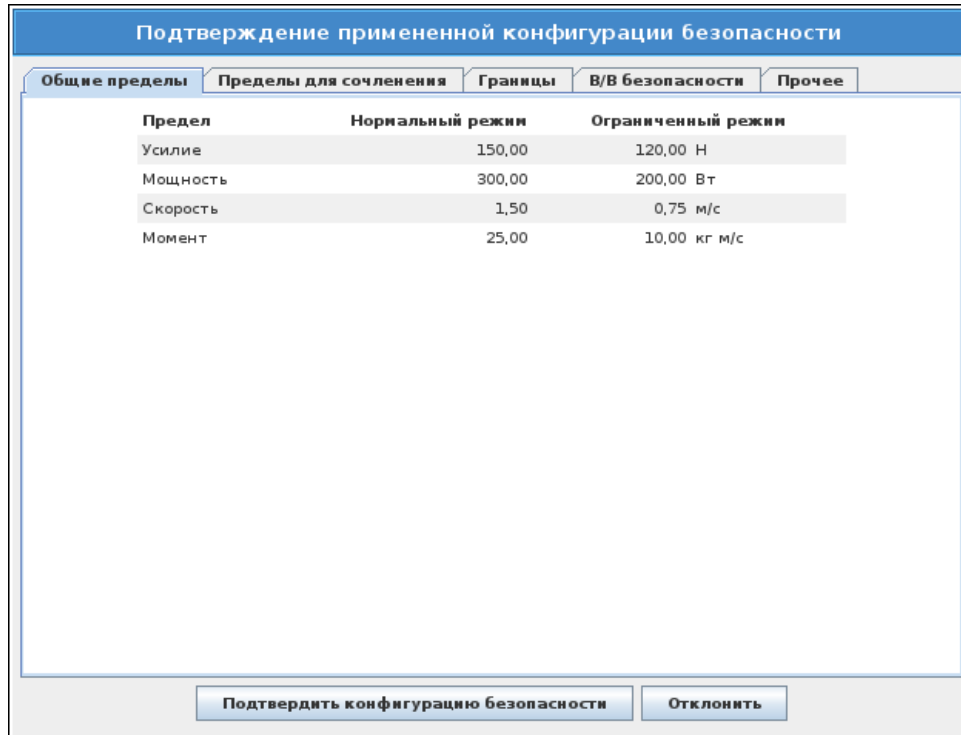 Подтверждение примененной конфигурации безопасности
Общие пределы Пределы для сочленения Границы В/В безопасности Прочее
Предел Нормальный режим Ограниченный режим
Усилие 150,00 120,00 Н
Мощность 300,00 200,00 Вт
Скорость 1,50 0,75 м/с
Момент 25,00 10,00 кг м/с
Подтвердить конфигурацию безопасности Отклонить